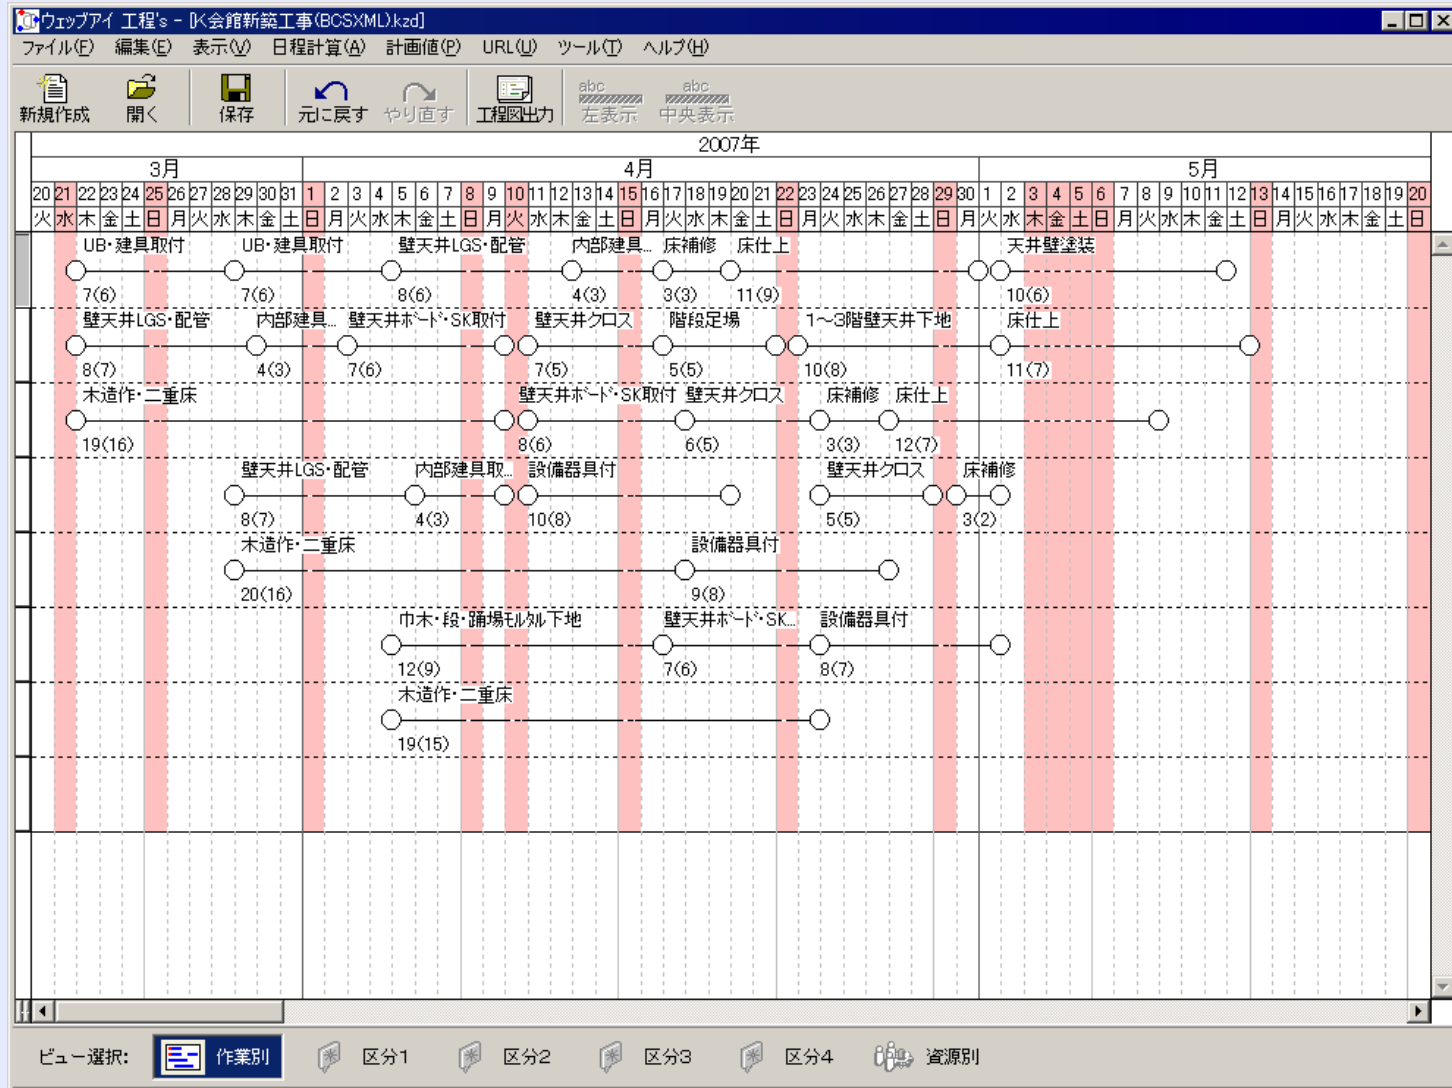 ウェッブアイ 工程's - [K会館新築工事(BCSXML).kzd]
ファイル(F) 編集(E) 表示(V) 日程計算(A) 計画値(P) URL(U) ツール(T) ヘルプ(H)
abc abc
新規作成 開く 保存 元に戻す やり直す 工程図出力 左表示 中央表示
2007年
3月 4月 5月
20 21 22 23 24 25 26 27 28 29 30 31 1 2 3 4 5 6 7 8 9 10 11 12 13 14 15 16 17 18 19 20 21 22 23 24 25 26 27 28 29 30 1 2 3 4 5 6 7 8 9 10 11 12 13 14 15 16 17 18 19 20
火 水 木 金 土 日 月 火 水 木 金 土 日 月 火 水 木 金 土 日 月 火 水 木 金 土 日 月 火 水 木 金 土 日 月 火 水 木 金 土 日 月 火 水 木 金 土 日 月 火 水 木 金 土 日 月 火 水 木 金 土 日
UB・建具取付 UB・建具取付 壁天井LGS・配管 内部建具... 床補修 床仕上 天井壁塗装
7(6) 7(6) 8(6) 4(3) 3(3) 11(9) 10(6)
壁天井LGS・配管 内部建具... 壁天井ボード・SK取付 壁天井クロス 階段足場 1～3階壁天井下地 床仕上
8(7) 4(3) 7(6) 7(5) 5(5) 10(8) 11(7)
木造作・二重床 壁天井ボード・SK取付 壁天井クロス 床補修 床仕上
19(16) 8(6) 6(5) 3(3) 12(7)
壁天井LGS・配管 内部建具取... 設備器具付 壁天井クロス 床補修
8(7) 4(3) 10(8) 5(5) 3(2)
木造作・二重床 設備器具付
20(16) 9(8)
巾木・段・踊場モルタル下地 壁天井ボード・SK... 設備器具付
12(9) 7(6) 8(7)
木造作・二重床
19(15)
ビュー選択: 作業別 区分1 区分2 区分3 区分4 資源別